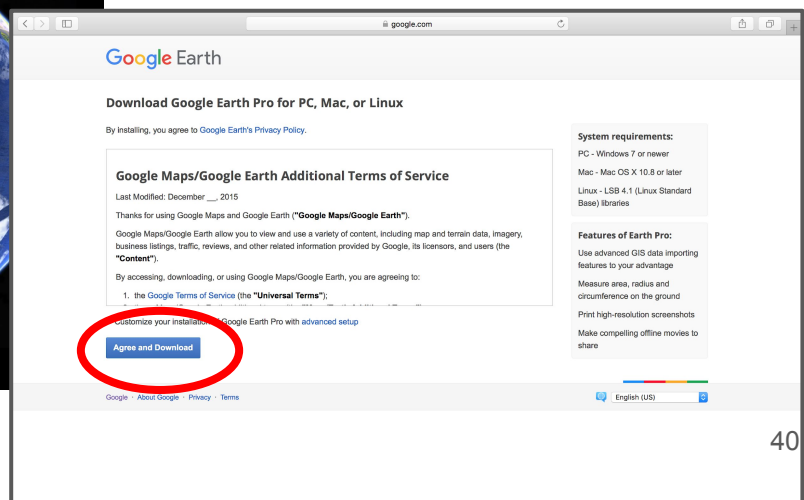 google.com
Google Earth
Download Google Earth Pro for PC, Mac, or Linux
By installing, you agree to Google Earth's Privacy Policy.
Google Maps/Google Earth Additional Terms of Service
Last Modified: December __, 2015
Thanks for using Google Maps and Google Earth ("Google Maps/Google Earth").
Google Maps/Google Earth allow you to view and use a variety of content, including map and terrain data, imagery,
business listings, traffic, reviews, and other related information provided by Google, its licensors, and users (the
"Content").
By accessing, downloading, or using Google Maps/Google Earth, you are agreeing to:
1. the Google Terms of Service (the "Universal Terms");
Customize your installation Google Earth Pro with advanced setup
Agree and Download
System requirements:
PC - Windows 7 or newer
Mac - Mac OS X 10.8 or later
Linux - LSB 4.1 (Linux Standard
Base) libraries
Features of Earth Pro:
Use advanced GIS data importing
features to your advantage
Measure area, radius and
circumference on the ground
Print high-resolution screenshots
Make compelling offline movies to
share
Google · About Google · Privacy · Terms
English (US)
40